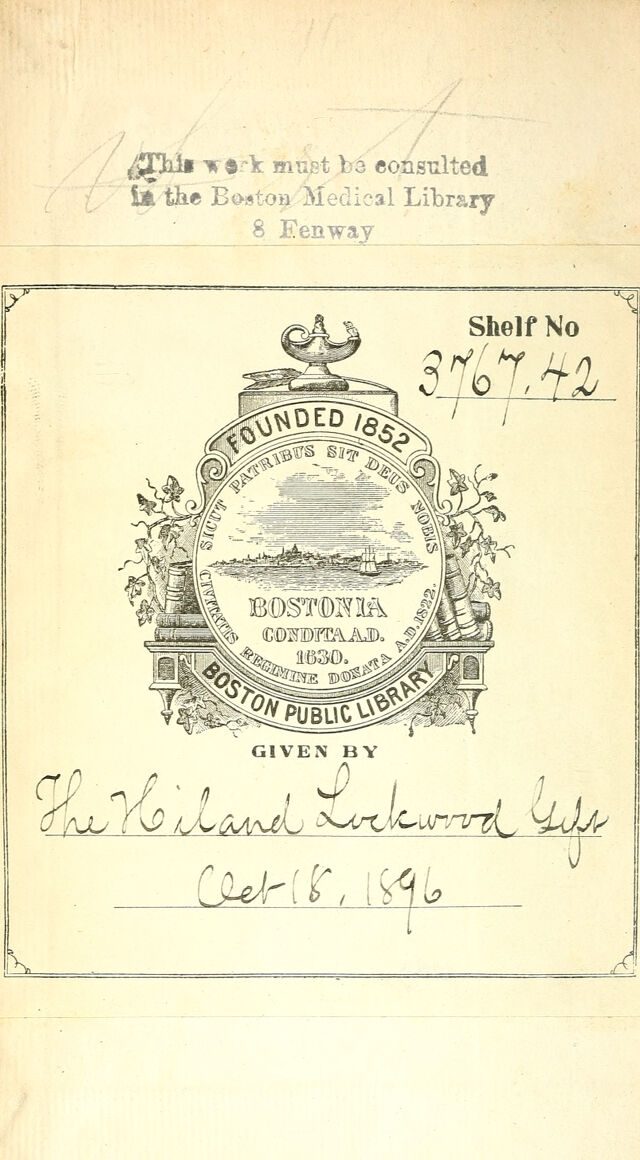 This work must be consulted
in the Boston Medical Library
8 Fenway
Shelf No
3767.42
FOUNDED 1852
SICUT PATRIBUS SIT DEUS NOBIS
BOSTONIA
CONDITA A.D.
1630.
CIVITATIS REGIMINE DONATA A.D. 1822.
BOSTON PUBLIC LIBRARY
GIVEN BY
The Hiland Lockwood Gift
Oct 18, 1896